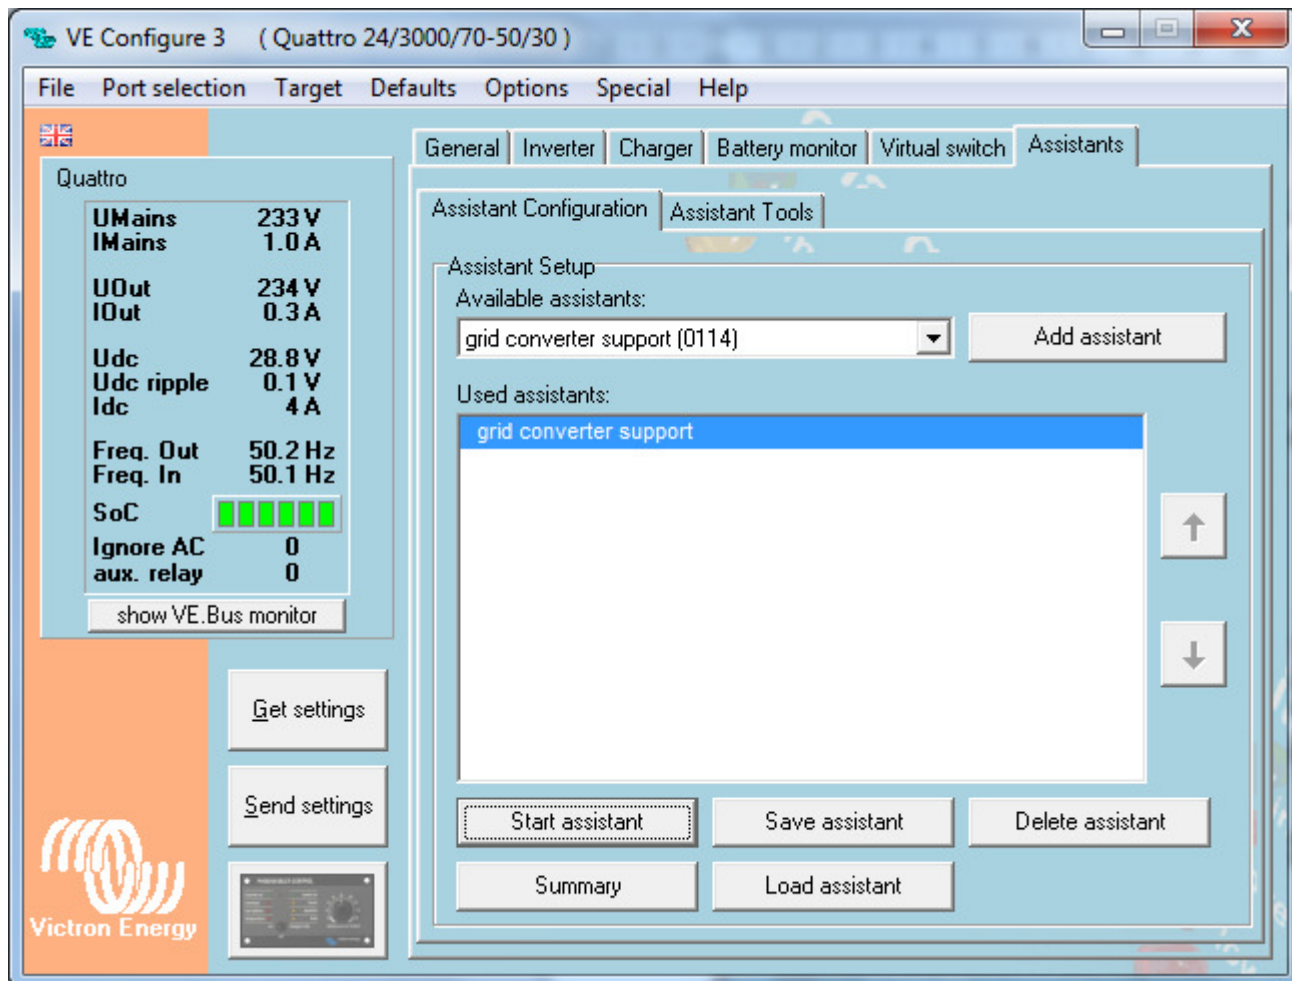 VE Configure 3 ( Quattro 24/3000/70-50/30 )
X
File Port selection Target Defaults Options Special Help
General Inverter Charger Battery monitor Virtual switch Assistants
Quattro
UMains 233 V
IMains 1.0 A
UOut 234 V
IOut 0.3 A
Udc 28.8 V
Udc ripple 0.1 V
Idc 4 A
Freq. Out 50.2 Hz
Freq. In 50.1 Hz
SoC
Ignore AC 0
aux. relay 0
show VE.Bus monitor
Get settings
Send settings
Victron Energy
Assistant Configuration Assistant Tools
Assistant Setup
Available assistants:
grid converter support (0114) Add assistant
Used assistants:
grid converter support
Start assistant Save assistant Delete assistant
Summary Load assistant